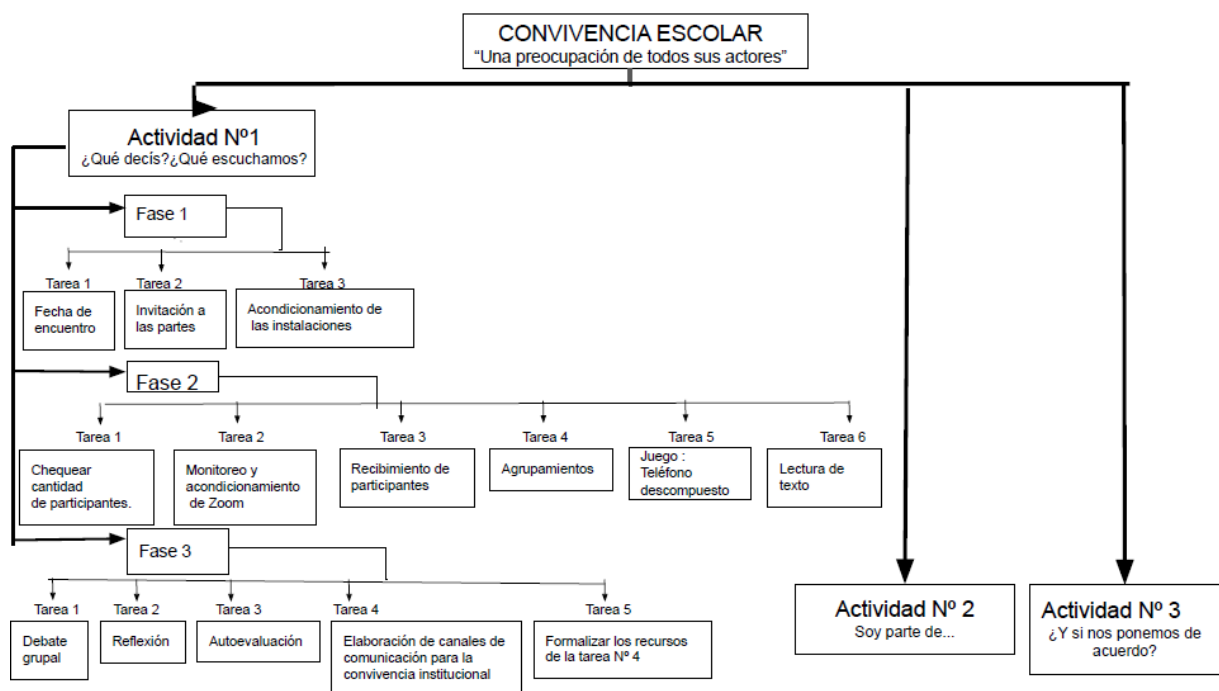 CONVIVENCIA ESCOLAR
“Una preocupación de todos sus actores”
Actividad Nº1
¿Qué decís?¿Qué escuchamos?
Fase 1
Tarea 1
Tarea 2
Tarea 3
Fecha de
encuentro
Invitación a
las partes
Acondicionamiento de
las instalaciones
Fase 2
Tarea 1
Tarea 2
Tarea 3
Tarea 4
Tarea 5
Tarea 6
Chequear
cantidad
de participantes.
Monitoreo y
acondicionamiento
de Zoom
Recibimiento de
participantes
Agrupamientos
Juego :
Teléfono
descompuesto
Lectura de
texto
Fase 3
Tarea 1
Tarea 2
Tarea 3
Tarea 4
Tarea 5
Debate
grupal
Reflexión
Autoevaluación
Elaboración de canales de
comunicación para la
convivencia institucional
Formalizar los recursos
de la tarea Nº 4
Actividad Nº 2
Soy parte de...
Actividad Nº 3
¿Y si nos ponemos de
acuerdo?